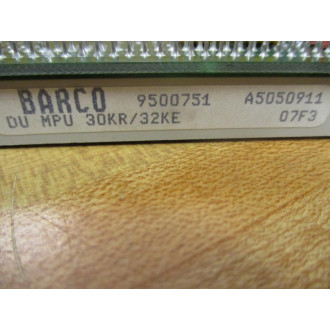 BARCO 9500751 A5050911
DU MPU 30KR/32KE 07F3